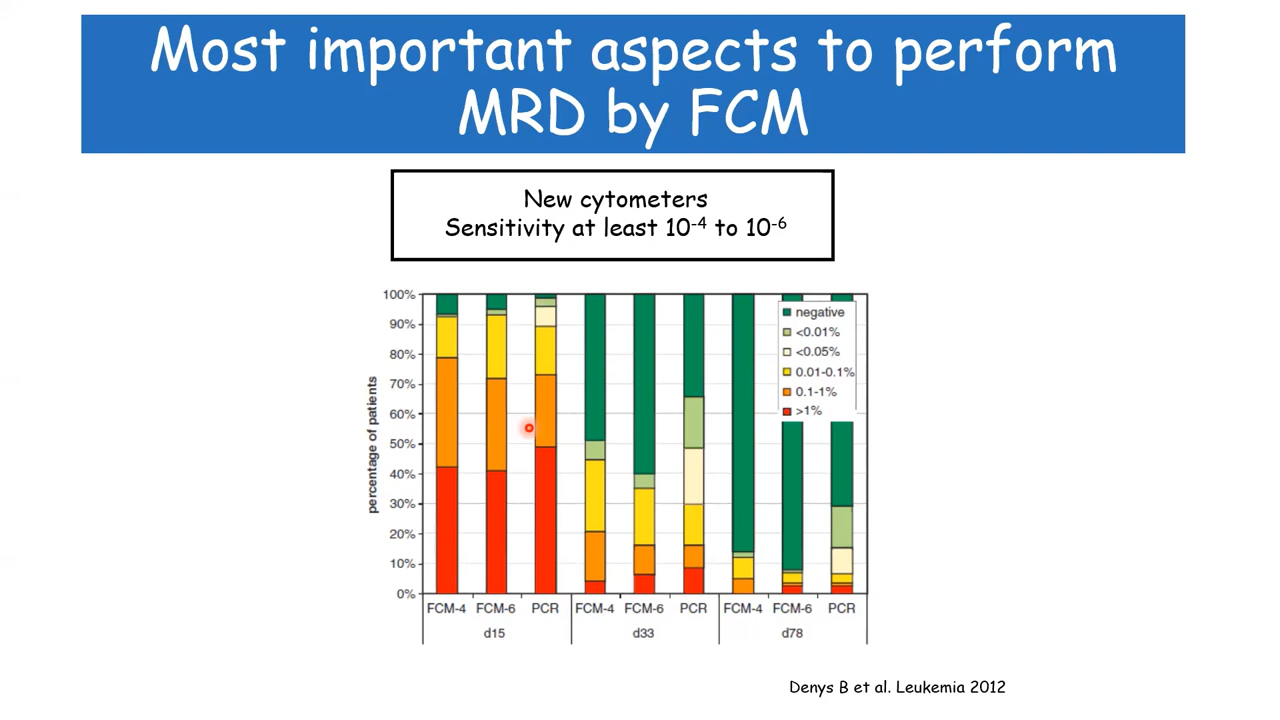 Most important aspects to perform
MRD by FCM
New cytometers
Sensitivity at least 10⁻⁴ to 10⁻⁶
100%
90%
80%
70%
60%
50%
40%
30%
20%
10%
0%
percentage of patients
negative
<0.01%
<0.05%
0.01-0.1%
0.1-1%
>1%
FCM-4 FCM-6 PCR FCM-4 FCM-6 PCR FCM-4 FCM-6 PCR
d15 d33 d78
Denys B et al. Leukemia 2012